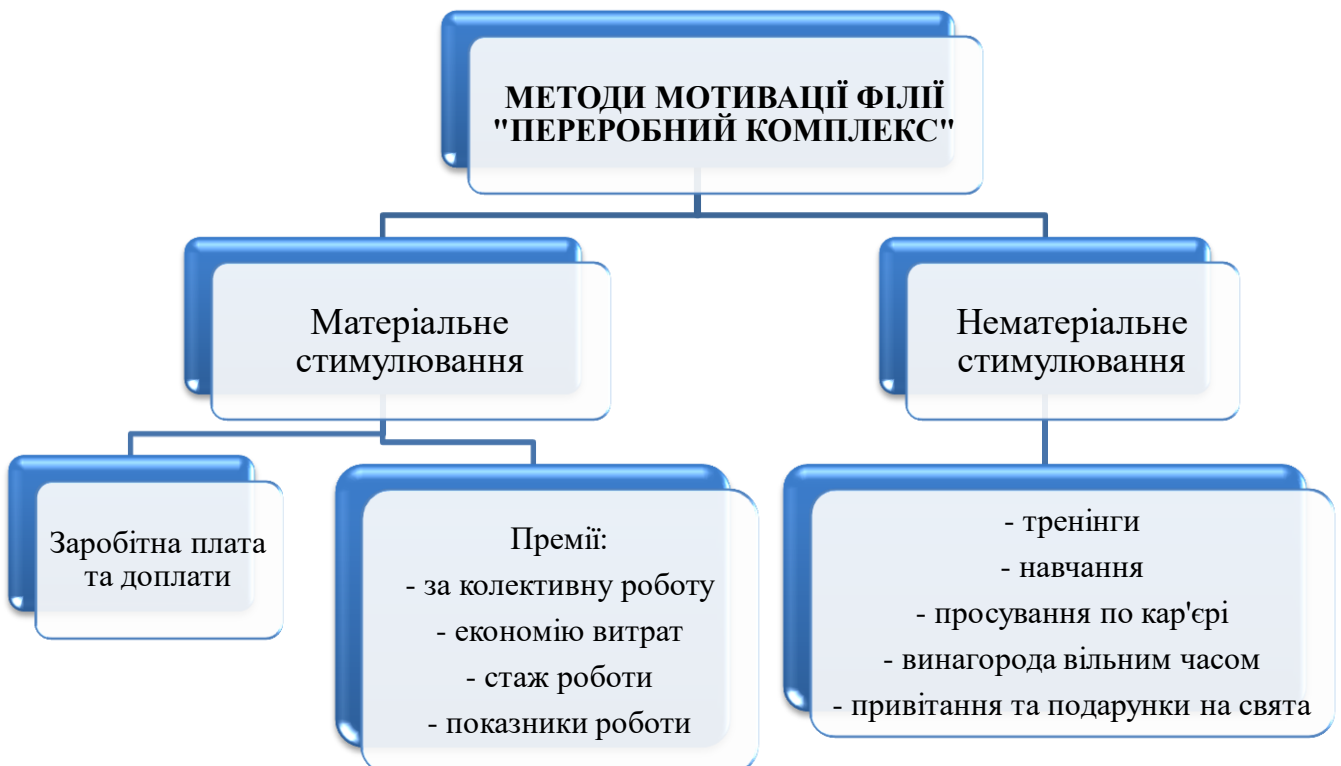 МЕТОДИ МОТИВАЦІЇ ФІЛІЇ
"ПЕРЕРОБНИЙ КОМПЛЕКС"
Матеріальне
стимулювання
Нематеріальне
стимулювання
Заробітна плата
та доплати
Премії:
- за колективну роботу
- економію витрат
- стаж роботи
- показники роботи
- тренінги
- навчання
- просування по кар'єрі
- винагорода вільним часом
- привітання та подарунки на свята